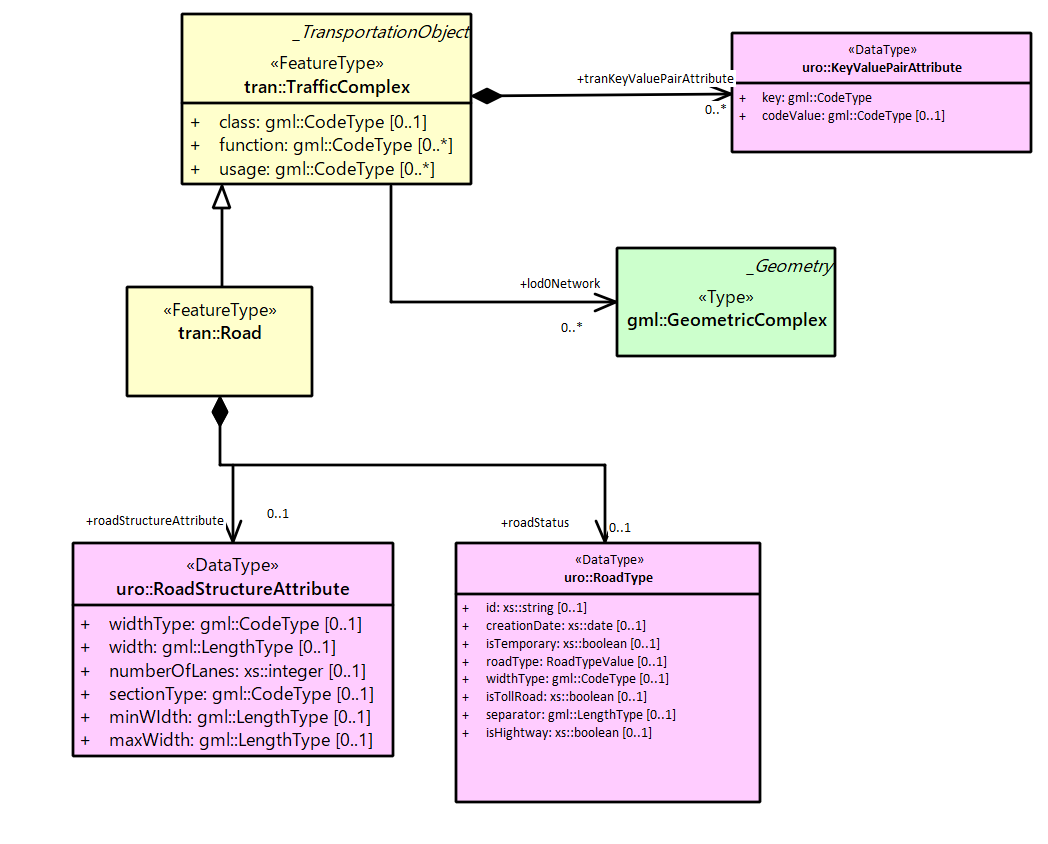 _TransportationObject
«FeatureType»
tran::TrafficComplex
+ class: gml::CodeType [0..1]
+ function: gml::CodeType [0..*]
+ usage: gml::CodeType [0..*]
+tranKeyValuePairAttribute
0..*
«DataType»
uro::KeyValuePairAttribute
+ key: gml::CodeType
+ codeValue: gml::CodeType [0..1]
+lod0Network
0..*
_Geometry
«Type»
gml::GeometricComplex
«FeatureType»
tran::Road
+roadStructureAttribute
0..1
+roadStatus
0..1
«DataType»
uro::RoadStructureAttribute
+ widthType: gml::CodeType [0..1]
+ width: gml::LengthType [0..1]
+ numberOfLanes: xs::integer [0..1]
+ sectionType: gml::CodeType [0..1]
+ minWIdth: gml::LengthType [0..1]
+ maxWidth: gml::LengthType [0..1]
«DataType»
uro::RoadType
+ id: xs::string [0..1]
+ creationDate: xs::date [0..1]
+ isTemporary: xs::boolean [0..1]
+ roadType: RoadTypeValue [0..1]
+ widthType: gml::CodeType [0..1]
+ isTollRoad: xs::boolean [0..1]
+ separator: gml::LengthType [0..1]
+ isHightway: xs::boolean [0..1]